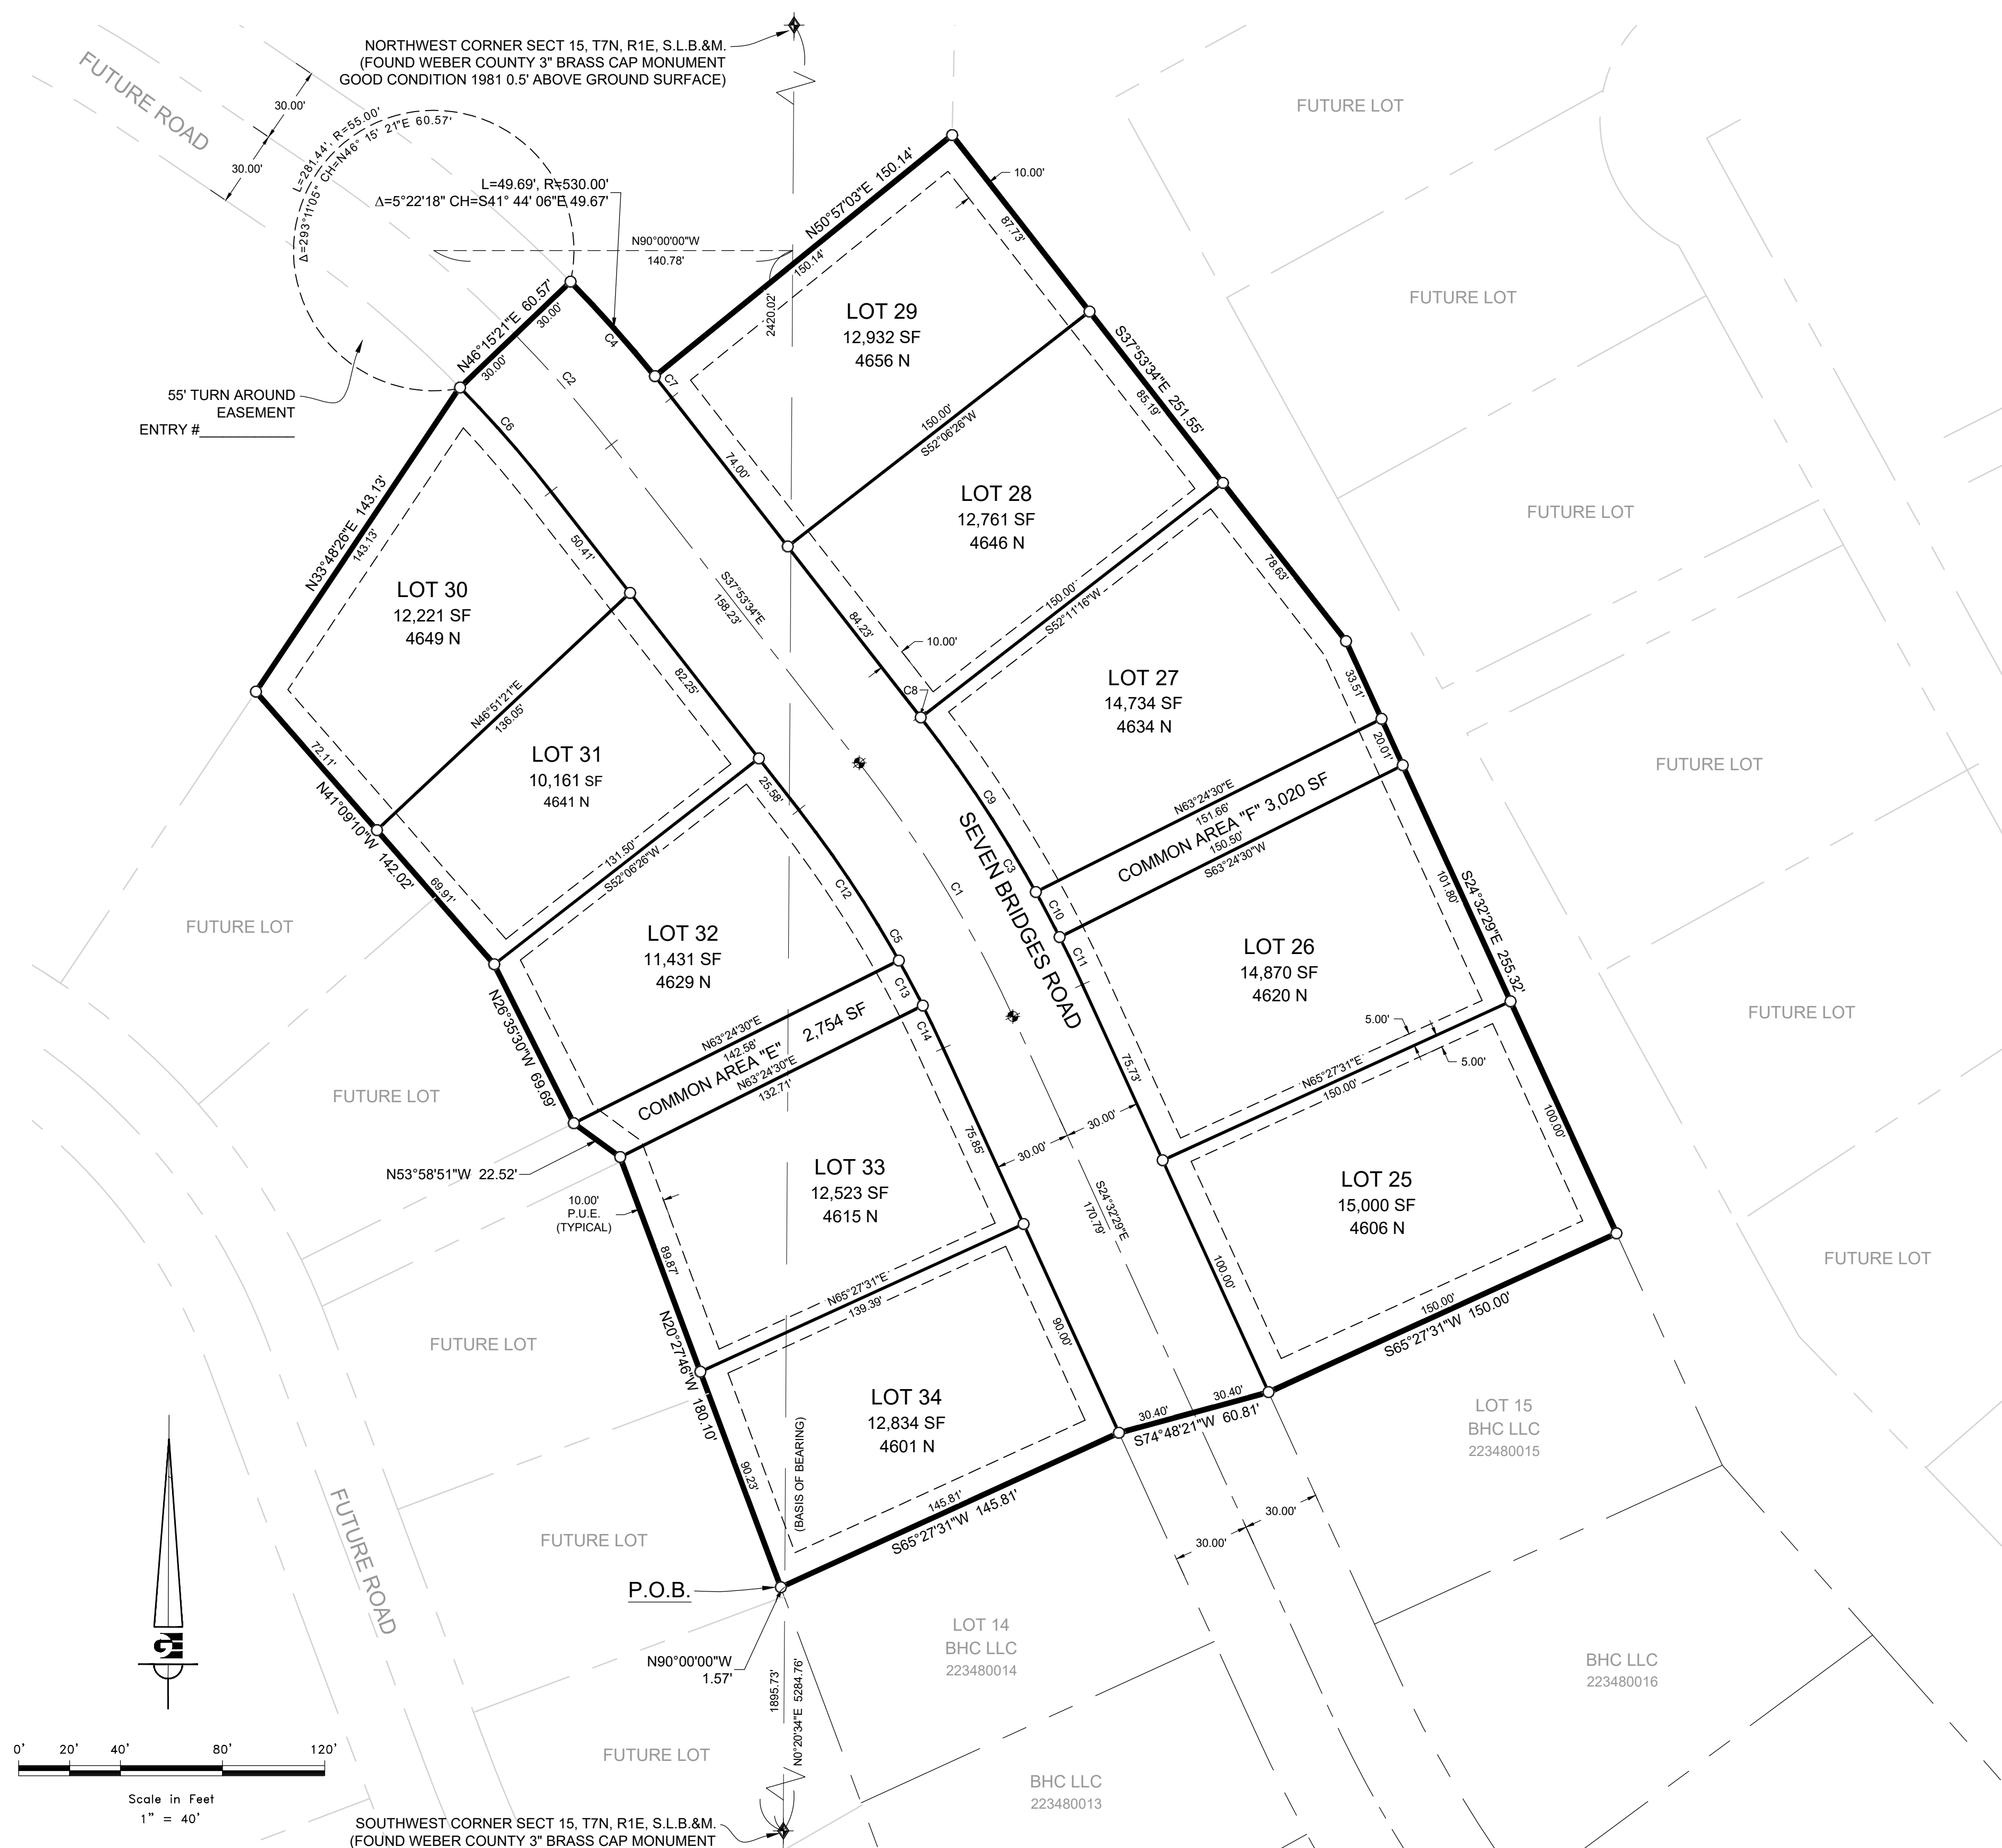 NORTHWEST CORNER SECT 15, T7N, R1E, S.L.B.&M.
(FOUND WEBER COUNTY 3" BRASS CAP MONUMENT
GOOD CONDITION 1981 0.5' ABOVE GROUND SURFACE)
FUTURE ROAD
30.00'
30.00'
L=281.44', R=55.00'
Δ=293°11'05" CH=N46° 15' 21"E 60.57'
L=49.69', R=530.00'
Δ=5°22'18" CH=S41° 44' 06"E 49.67'
N90°00'00"W
140.78'
2420.02'
N50°57'03"E 150.14'
150.14'
10.00'
87.73'
FUTURE LOT
FUTURE LOT
FUTURE LOT
FUTURE LOT
FUTURE LOT
FUTURE LOT
N46°15'21"E 60.57'
30.00'
30.00'
C4
C2
C7
C6
55' TURN AROUND
EASEMENT
ENTRY #____________
LOT 29
12,932 SF
4656 N
S37°53'34"E 251.55'
85.19'
150.00'
S52°06'26"W
74.00'
LOT 28
12,761 SF
4646 N
84.23'
10.00'
150.00'
S52°11'16"W
78.63'
C8
N33°48'26"E 143.13'
143.13'
50.41'
LOT 30
12,221 SF
4649 N
S37°53'34"E
158.23'
N46°51'21"E
136.05'
82.25'
LOT 27
14,734 SF
4634 N
33.51'
72.11'
N41°09'10"W 142.02'
69.91'
LOT 31
10,161 SF
4641 N
25.58'
131.50'
S52°06'26"W
C9
C3
C1
SEVEN BRIDGES ROAD
N63°24'30"E
151.66'
COMMON AREA "F" 3,020 SF
150.50'
S63°24'30"W
20.01'
C10
C11
C12
C5
LOT 32
11,431 SF
4629 N
FUTURE LOT
FUTURE LOT
LOT 26
14,870 SF
4620 N
101.80'
S24°32'29"E 255.32'
N26°35'30"W 69.69'
N63°24'30"E
142.58'
COMMON AREA "E" 2,754 SF
N63°24'30"E
132.71'
C13
C14
5.00'
5.00'
N65°27'31"E
150.00'
75.73'
30.00'
30.00'
75.85'
100.00'
N53°58'51"W 22.52'
10.00'
P.U.E.
(TYPICAL)
LOT 33
12,523 SF
4615 N
LOT 25
15,000 SF
4606 N
S24°32'29"E
170.79'
89.87'
N65°27'31"E
139.39'
100.00'
90.00'
150.00'
S65°27'31"W 150.00'
N20°27'46"W 180.10'
90.23'
FUTURE LOT
LOT 34
12,834 SF
4601 N
30.40'
30.40'
S74°48'21"W 60.81'
(BASIS OF BEARING)
145.81'
S65°27'31"W 145.81'
LOT 15
BHC LLC
223480015
30.00'
30.00'
FUTURE ROAD
FUTURE LOT
P.O.B.
N90°00'00"W
1.57'
LOT 14
BHC LLC
223480014
BHC LLC
223480016
1895.73'
N0°20'34"E 5284.76'
FUTURE LOT
BHC LLC
223480013
0' 20' 40' 80' 120'
Scale in Feet
1" = 40'
SOUTHWEST CORNER SECT 15, T7N, R1E, S.L.B.&M.
(FOUND WEBER COUNTY 3" BRASS CAP MONUMENT